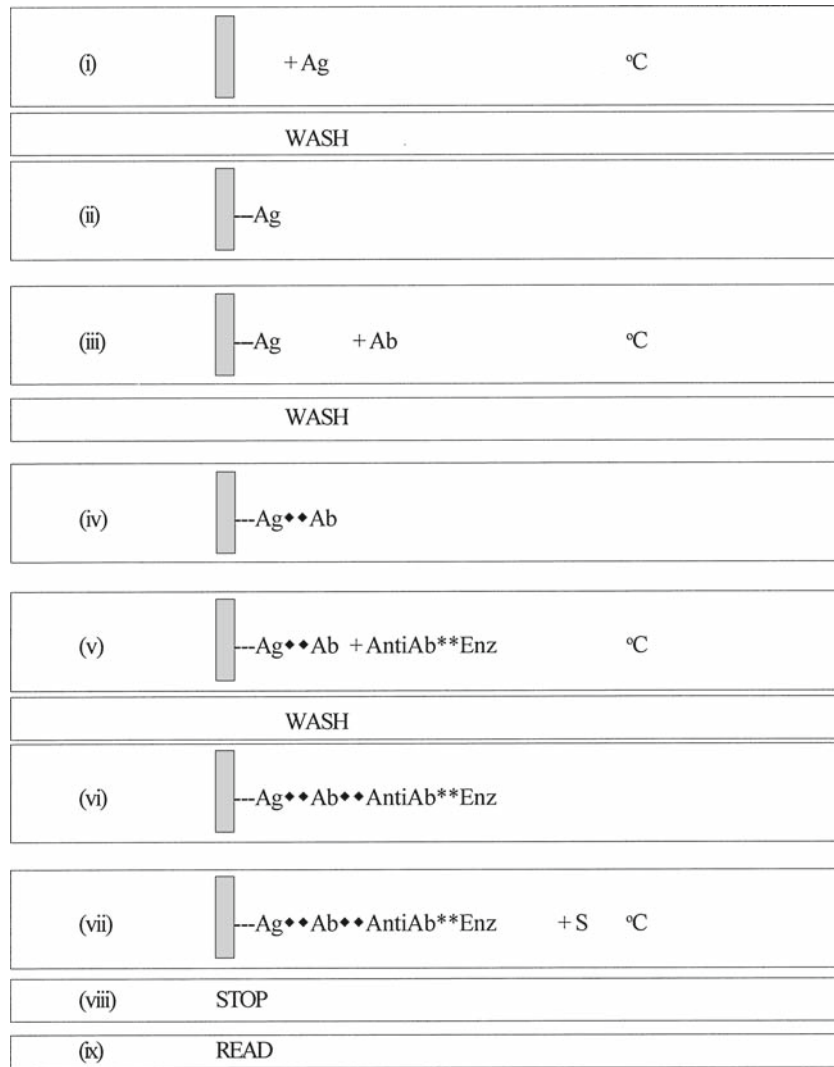 (i) + Ag ºC
WASH
(ii) ---Ag
(iii) ---Ag + Ab ºC
WASH
(iv) ---Ag◆◆Ab
(v) ---Ag◆◆Ab + AntiAb**Enz ºC
WASH
(vi) ---Ag◆◆Ab◆◆AntiAb**Enz
(vii) ---Ag◆◆Ab◆◆AntiAb**Enz + S ºC
(viii) STOP
(ix) READ